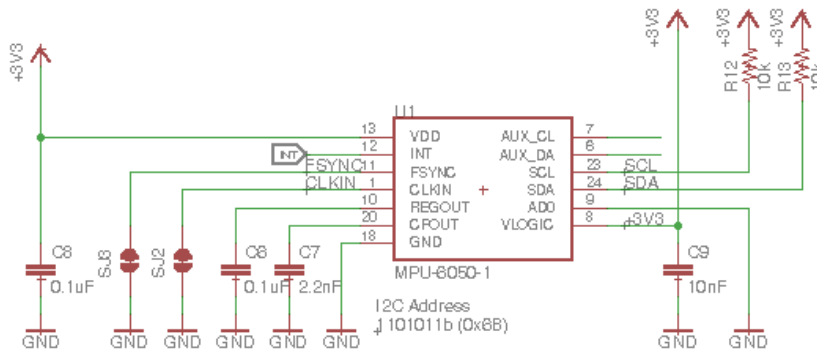 +3V3
+3V3
+3V3
+3V3
R12
10k
R13
10k
U1
13
VDD
AUX_CL
7
12
INT
AUX_DA
6
INT
FSYNC
11
FSYNC
SCL
23
SCL
CLKIN
1
CLKIN
SDA
24
SDA
10
REGOUT
AD0
9
20
CPOUT
VLOGIC
8
+3V3
18
GND
MPU-6050-1
C8
0.1uF
SJ3
SJ2
C6
0.1uF
C7
2.2nF
C9
10nF
I2C Address
1101011b (0x6B)
GND
GND
GND
GND
GND
GND
GND
GND